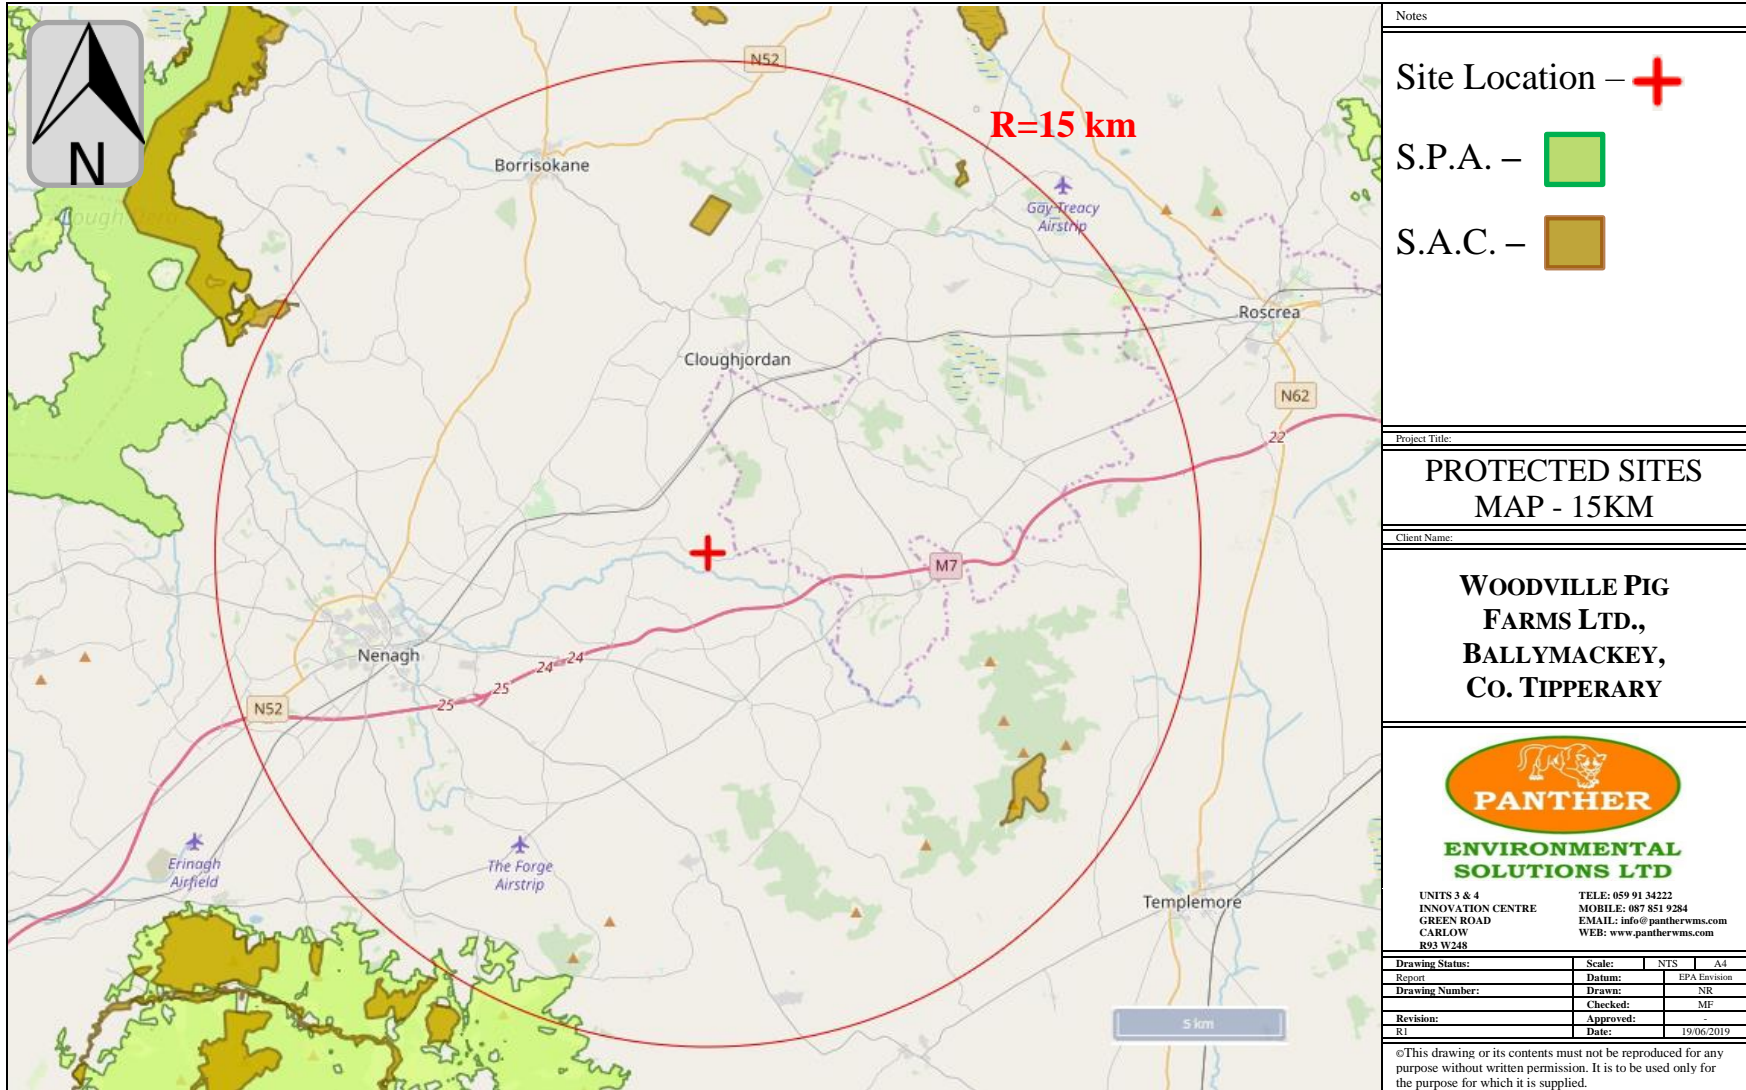 N
N52
R=15 km
Borrisokane
Gay Treacy
Airstrip
Roscrea
Cloughjordan
N62
22
M7
Nenagh
24
24
25
25
N52
Erinagh
Airfield
The Forge
Airstrip
Templemore
5 km
Notes
Site Location –
S.P.A. –
S.A.C. –
Project Title:
PROTECTED SITES
MAP - 15KM
Client Name:
WOODVILLE PIG
FARMS LTD.,
BALLYMACKEY,
CO. TIPPERARY
PANTHER
ENVIRONMENTAL
SOLUTIONS LTD
UNITS 3 & 4
INNOVATION CENTRE
GREEN ROAD
CARLOW
R93 W248
TELE: 059 91 34222
MOBILE: 087 851 9284
EMAIL: info@pantherwms.com
WEB: www.pantherwms.com
Drawing Status: Scale: NTS A4
Report Datum: EPA Envision
Drawing Number: Drawn: NR
Checked: MF
Revision: Approved: -
R1 Date: 19/06/2019
©This drawing or its contents must not be reproduced for any
purpose without written permission. It is to be used only for
the purpose for which it is supplied.